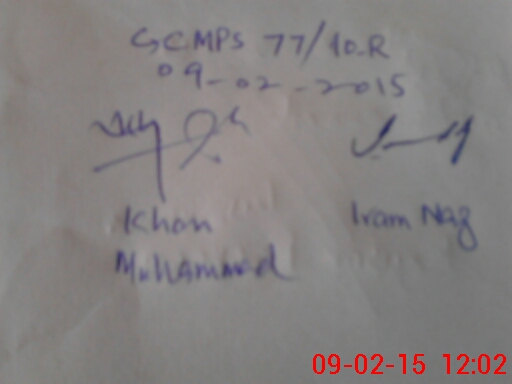 GCMPS 77/10-R
09-02-2015
Khan Iram Naz
Muhammad
09-02-15 12:02